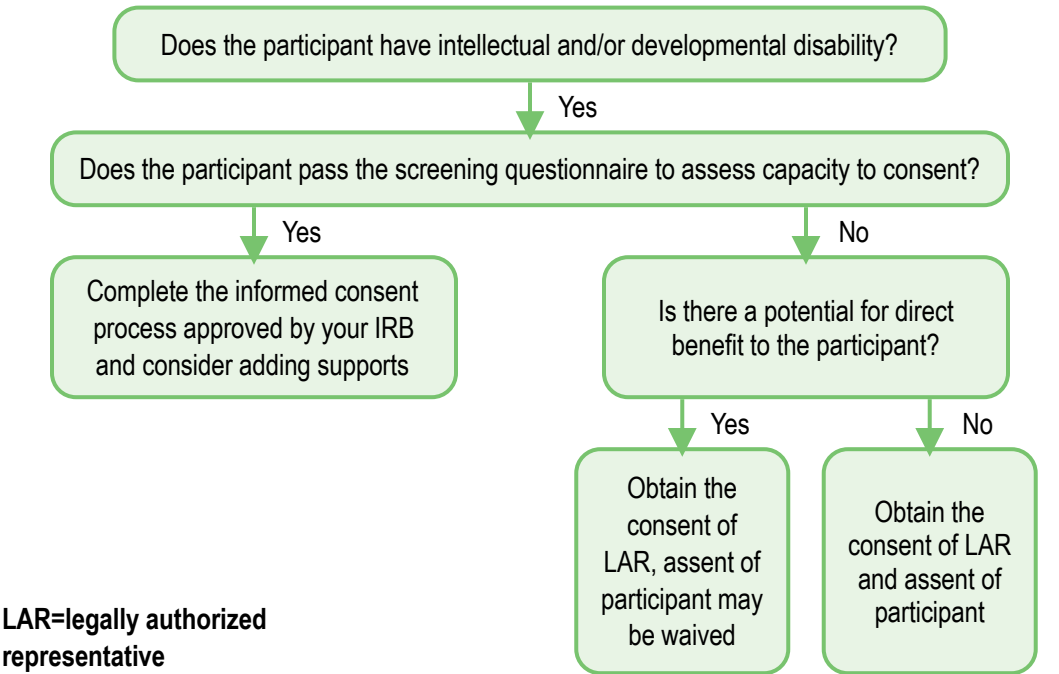 Does the participant have intellectual and/or developmental disability?
Yes
Does the participant pass the screening questionnaire to assess capacity to consent?
Yes
No
Complete the informed consent
process approved by your IRB
and consider adding supports
Is there a potential for direct
benefit to the participant?
Yes
No
Obtain the
consent of
LAR, assent of
participant may
be waived
Obtain the
consent of LAR
and assent of
participant
LAR=legally authorized
representative